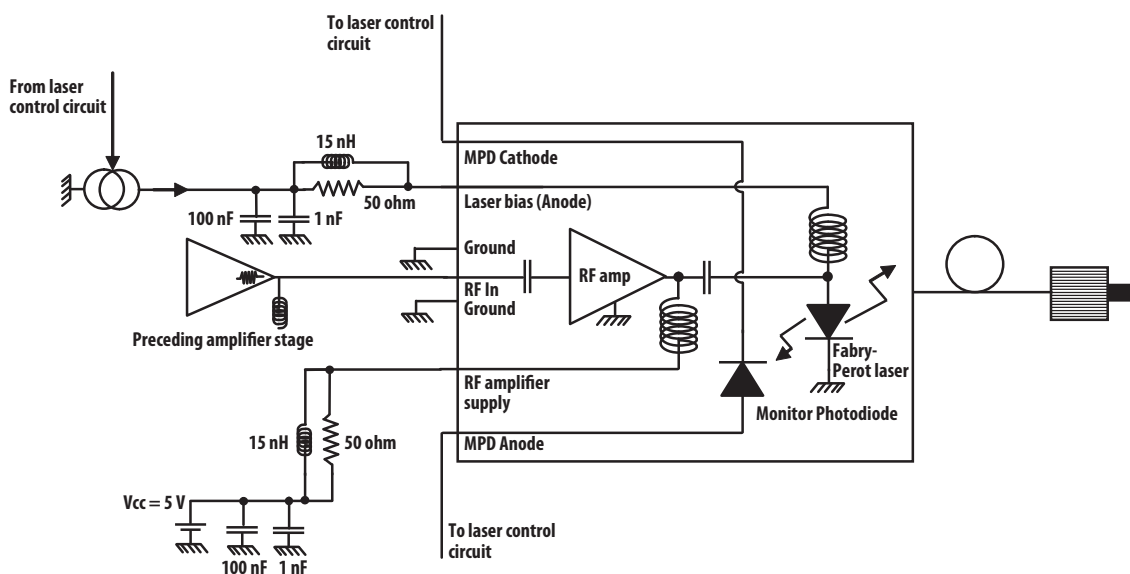 To laser control
circuit
From laser
control circuit
15 nH
50 ohm
100 nF
1 nF
MPD Cathode
Laser bias (Anode)
Ground
RF In
Ground
RF amp
Preceding amplifier stage
Fabry-
Perot laser
RF amplifier
supply
Monitor Photodiode
MPD Anode
15 nH
50 ohm
Vcc = 5 V
100 nF
1 nF
To laser control
circuit